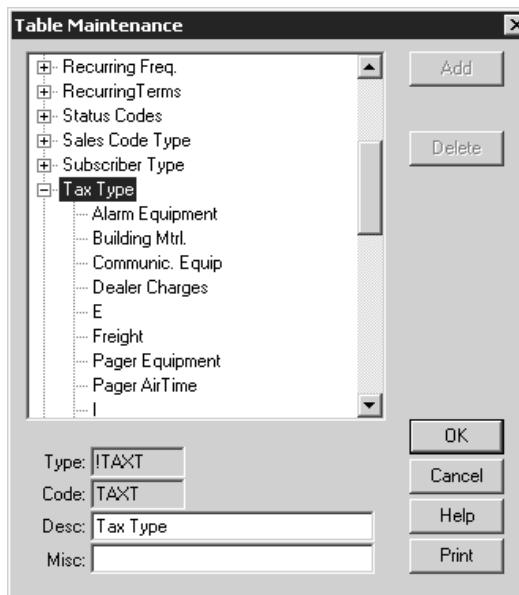 Table Maintenance
Recurring Freq.
RecurringTerms
Status Codes
Sales Code Type
Subscriber Type
Tax Type
Alarm Equipment
Building Mtrl.
Communic. Equip
Dealer Charges
E
Freight
Pager Equipment
Pager AirTime
Add
Delete
Type: !TAXT
Code: TAXT
Desc: Tax Type
Misc:
OK
Cancel
Help
Print